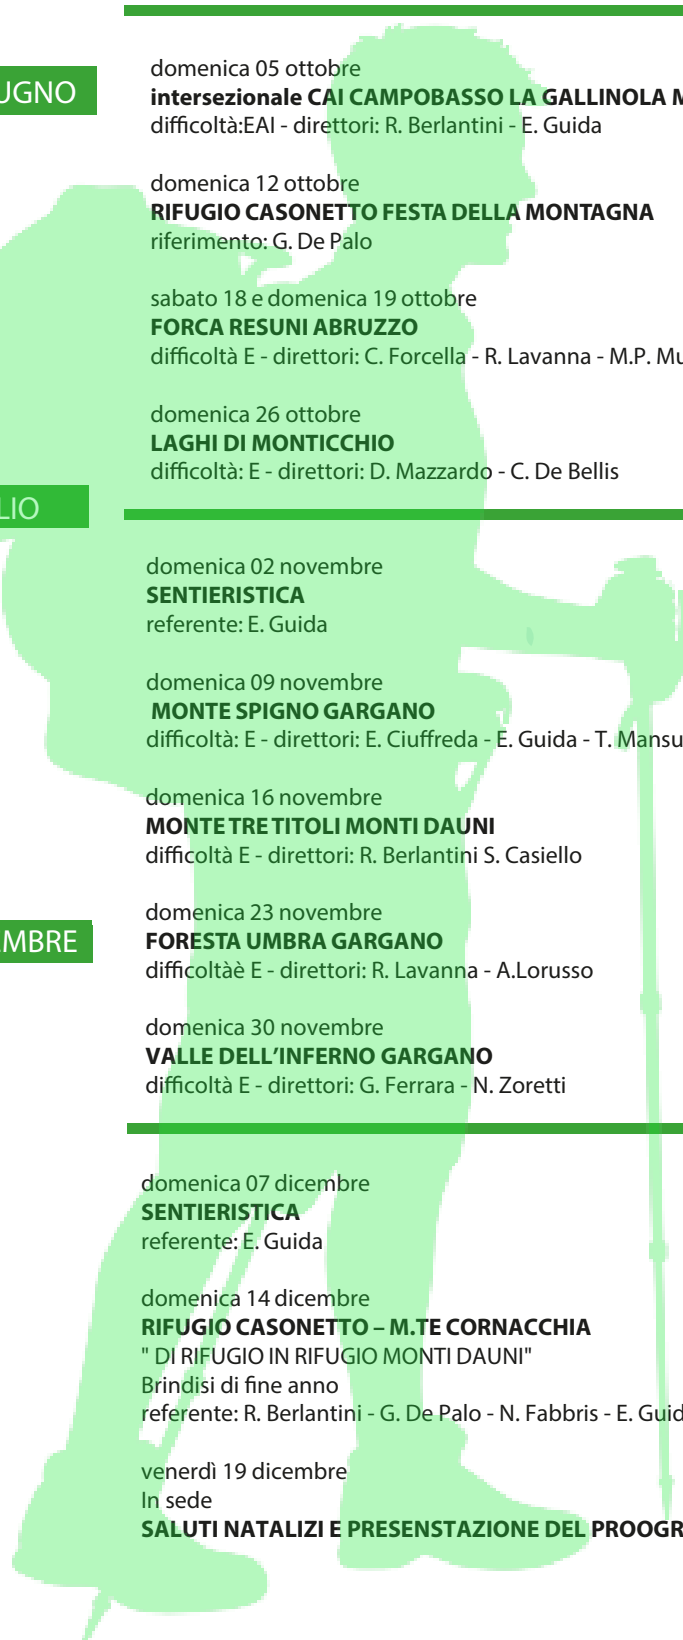 UGNO
domenica 05 ottobre
intersezionale CAI CAMPOBASSO LA GALLINOLA M
difficoltà:EAI - direttori: R. Berlantini - E. Guida
domenica 12 ottobre
RIFUGIO CASONETTO FESTA DELLA MONTAGNA
riferimento: G. De Palo
sabato 18 e domenica 19 ottobre
FORCA RESUNI ABRUZZO
difficoltà E - direttori: C. Forcella - R. Lavanna - M.P. Mu
domenica 26 ottobre
LAGHI DI MONTICCHIO
difficoltà: E - direttori: D. Mazzardo - C. De Bellis
LIO
domenica 02 novembre
SENTIERISTICA
referente: E. Guida
domenica 09 novembre
MONTE SPIGNO GARGANO
difficoltà: E - direttori: E. Ciuffreda - E. Guida - T. Mansu
domenica 16 novembre
MONTE TRE TITOLI MONTI DAUNI
difficoltà E - direttori: R. Berlantini S. Casiello
EMBRE
domenica 23 novembre
FORESTA UMBRA GARGANO
difficoltàè E - direttori: R. Lavanna - A.Lorusso
domenica 30 novembre
VALLE DELL'INFERNO GARGANO
difficoltà E - direttori: G. Ferrara - N. Zoretti
domenica 07 dicembre
SENTIERISTICA
referente: E. Guida
domenica 14 dicembre
RIFUGIO CASONETTO – M.TE CORNACCHIA
" DI RIFUGIO IN RIFUGIO MONTI DAUNI"
Brindisi di fine anno
referente: R. Berlantini - G. De Palo - N. Fabbris - E. Guid
venerdì 19 dicembre
In sede
SALUTI NATALIZI E PRESENSTAZIONE DEL PROOGR